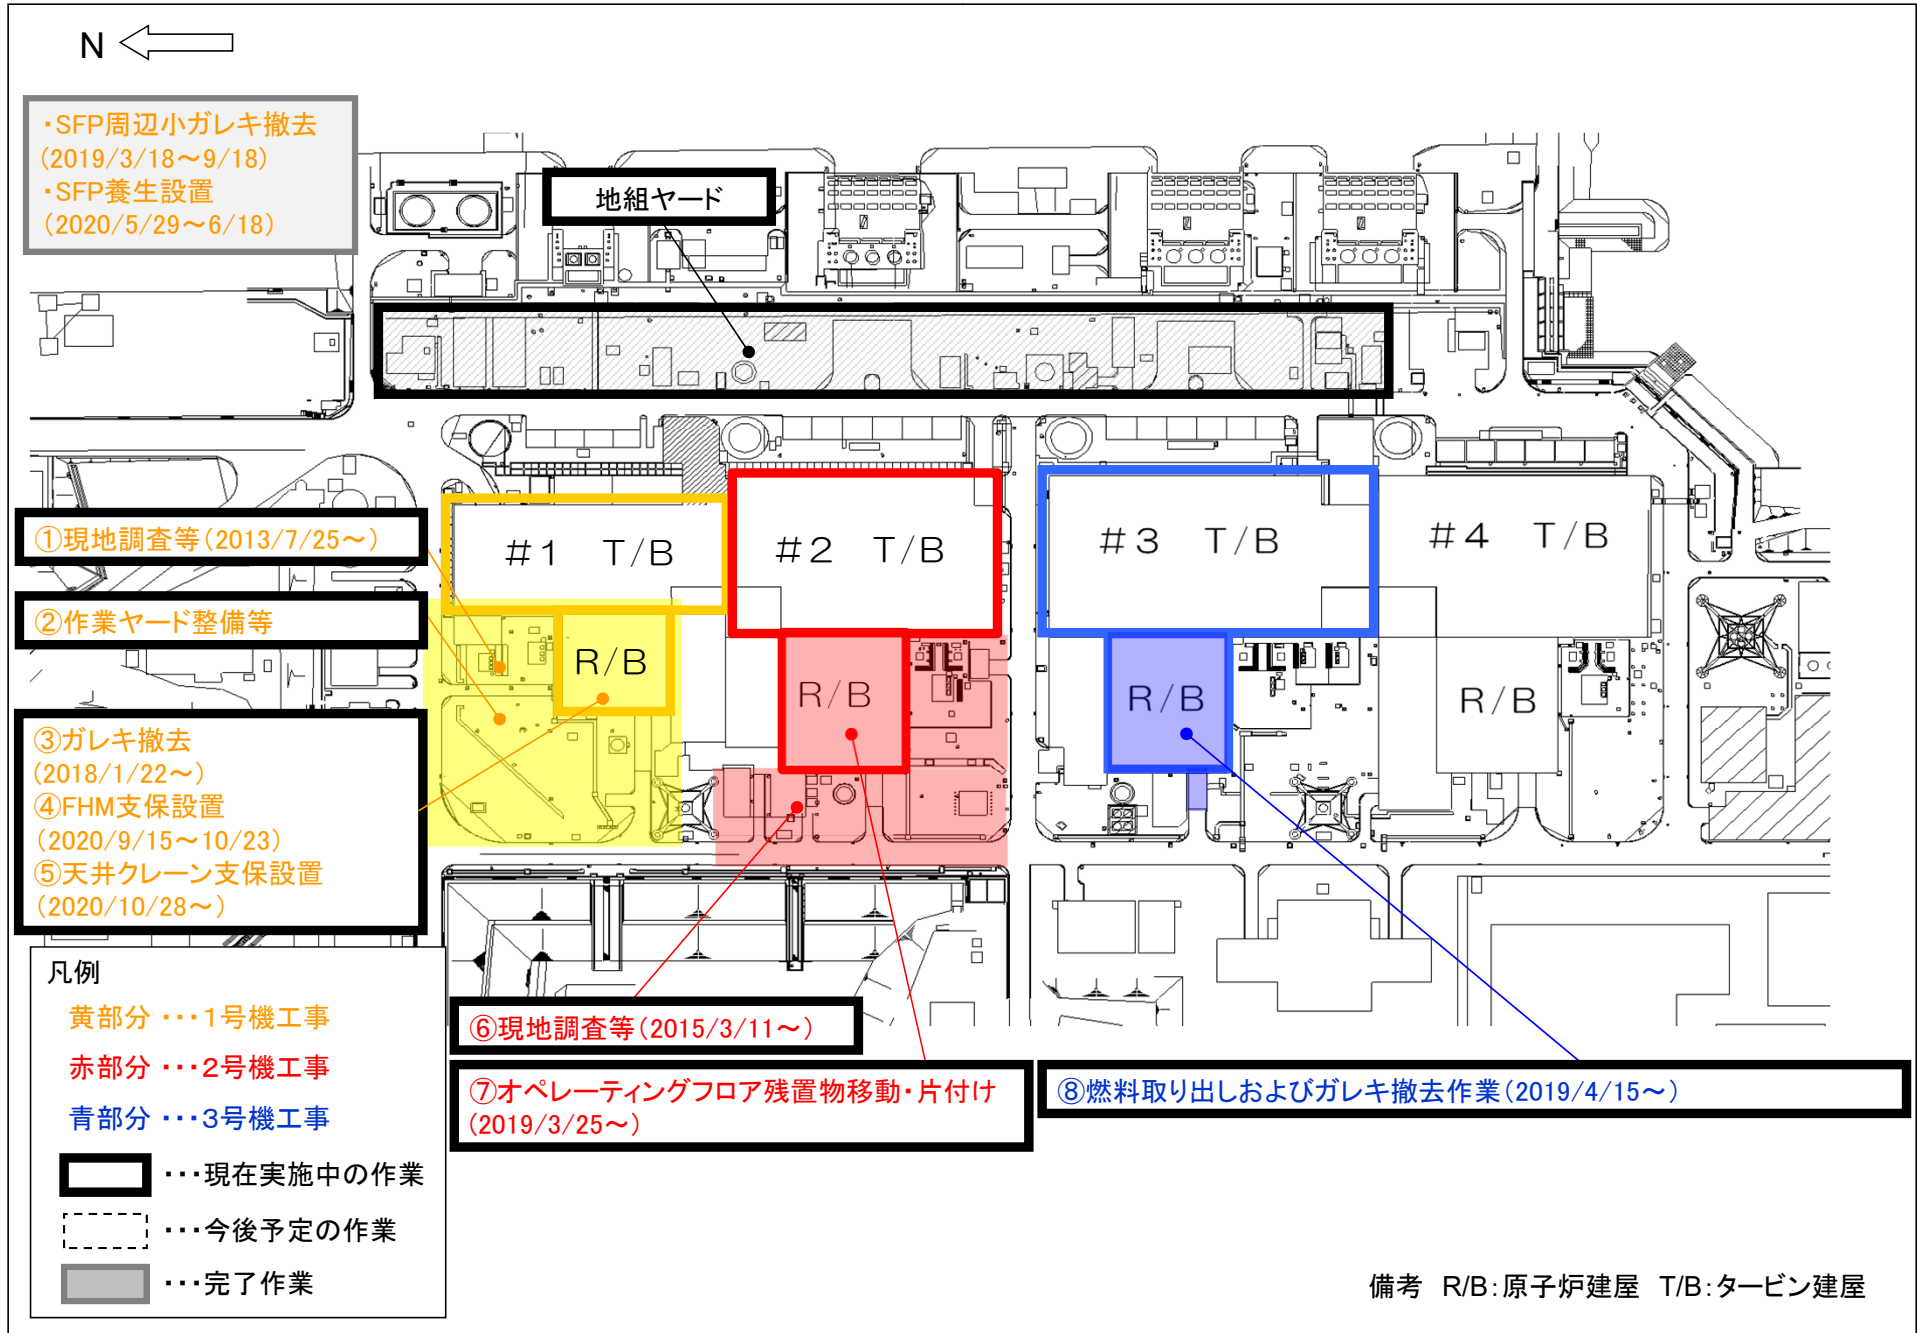 N
・SFP周辺小ガレキ撤去
(2019/3/18～9/18)
・SFP養生設置
(2020/5/29～6/18)
地組ヤード
①現地調査等(2013/7/25～)
②作業ヤード整備等
#1 T/B
#2 T/B
#3 T/B
#4 T/B
R/B
R/B
R/B
R/B
③ガレキ撤去
(2018/1/22～)
④FHM支保設置
(2020/9/15～10/23)
⑤天井クレーン支保設置
(2020/10/28～)
凡例
黄部分 ・・・1号機工事
赤部分 ・・・2号機工事
青部分 ・・・3号機工事
・・・現在実施中の作業
・・・今後予定の作業
・・・完了作業
⑥現地調査等(2015/3/11～)
⑦オペレーティングフロア残置物移動・片付け
(2019/3/25～)
⑧燃料取り出しおよびガレキ撤去作業(2019/4/15～)
備考 R/B:原子炉建屋 T/B:タービン建屋